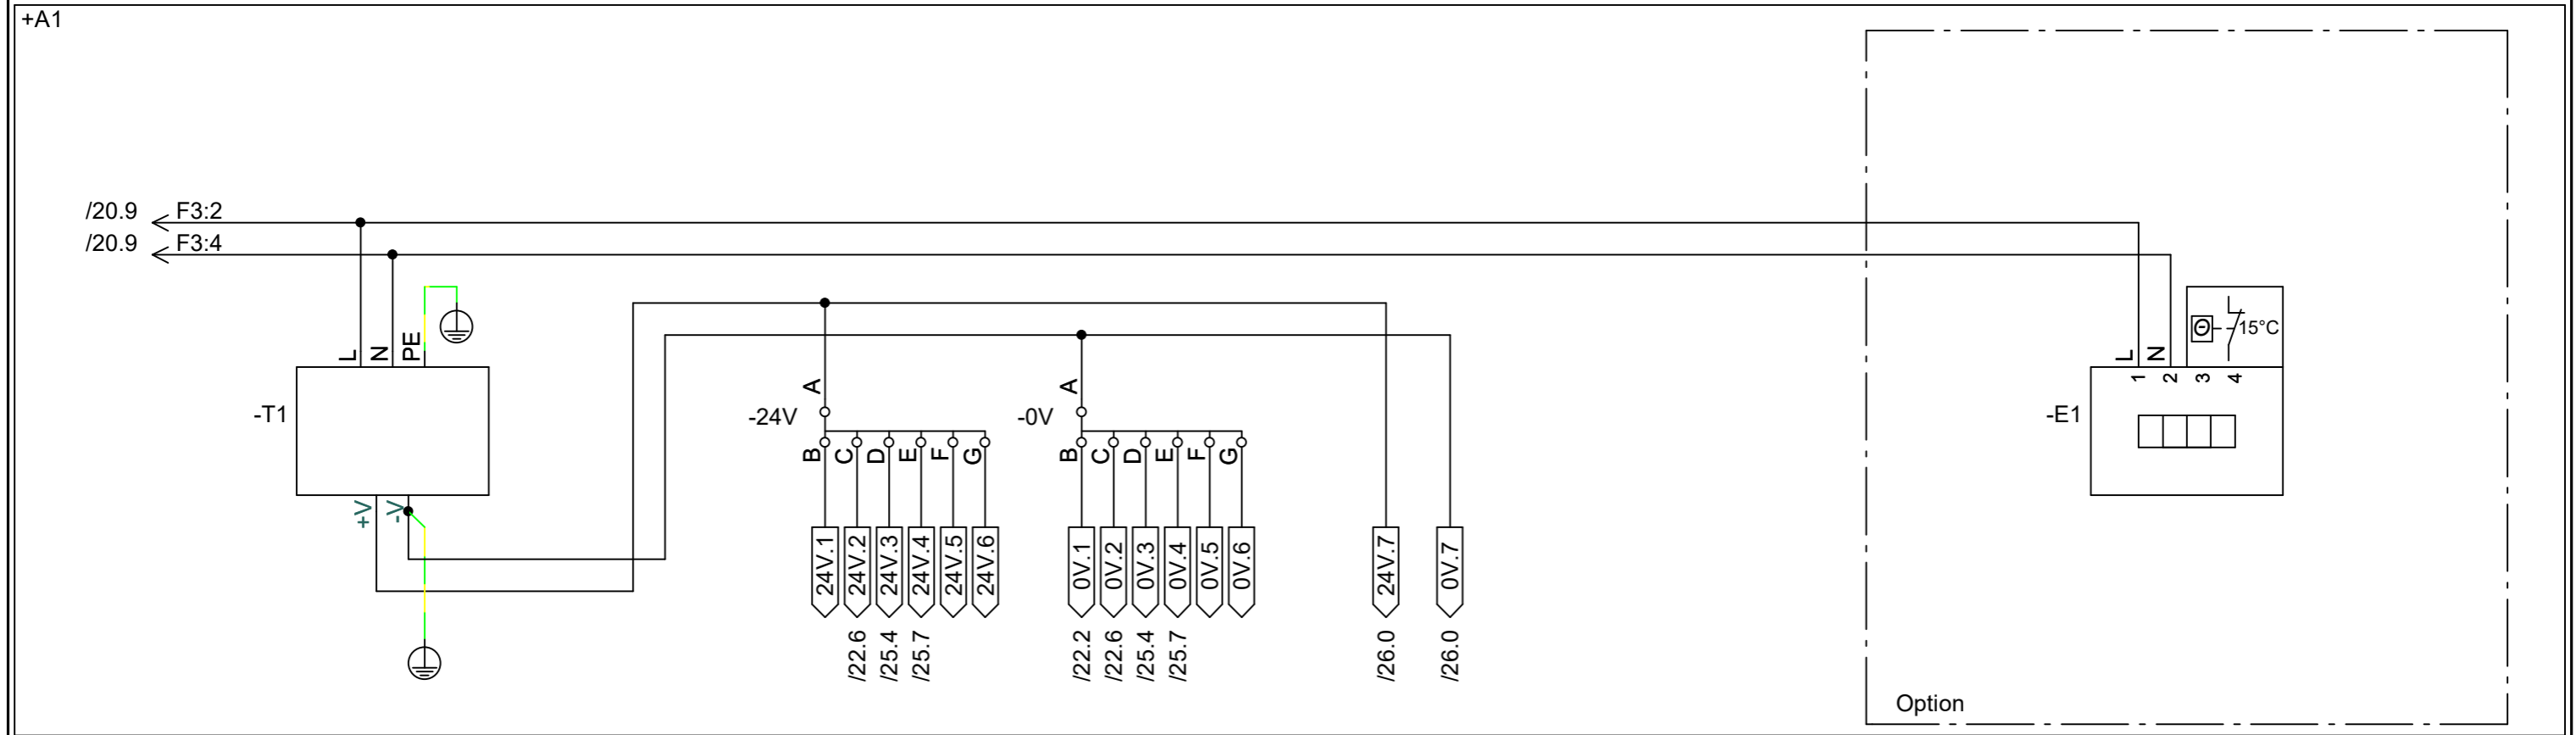 +A1
/20.9 F3:2
/20.9 F3:4
L N PE
L N
15°C
1 2 3 4
A
A
-T1
-24V
-0V
-E1
B C D E F G
B C D E F G
+V -V
24V.1 24V.2 24V.3 24V.4 24V.5 24V.6
0V.1 0V.2 0V.3 0V.4 0V.5 0V.6
24V.7
0V.7
/22.6 /25.4 /25.7
/22.2 /22.6 /25.4 /25.7
/26.0
/26.0
Option